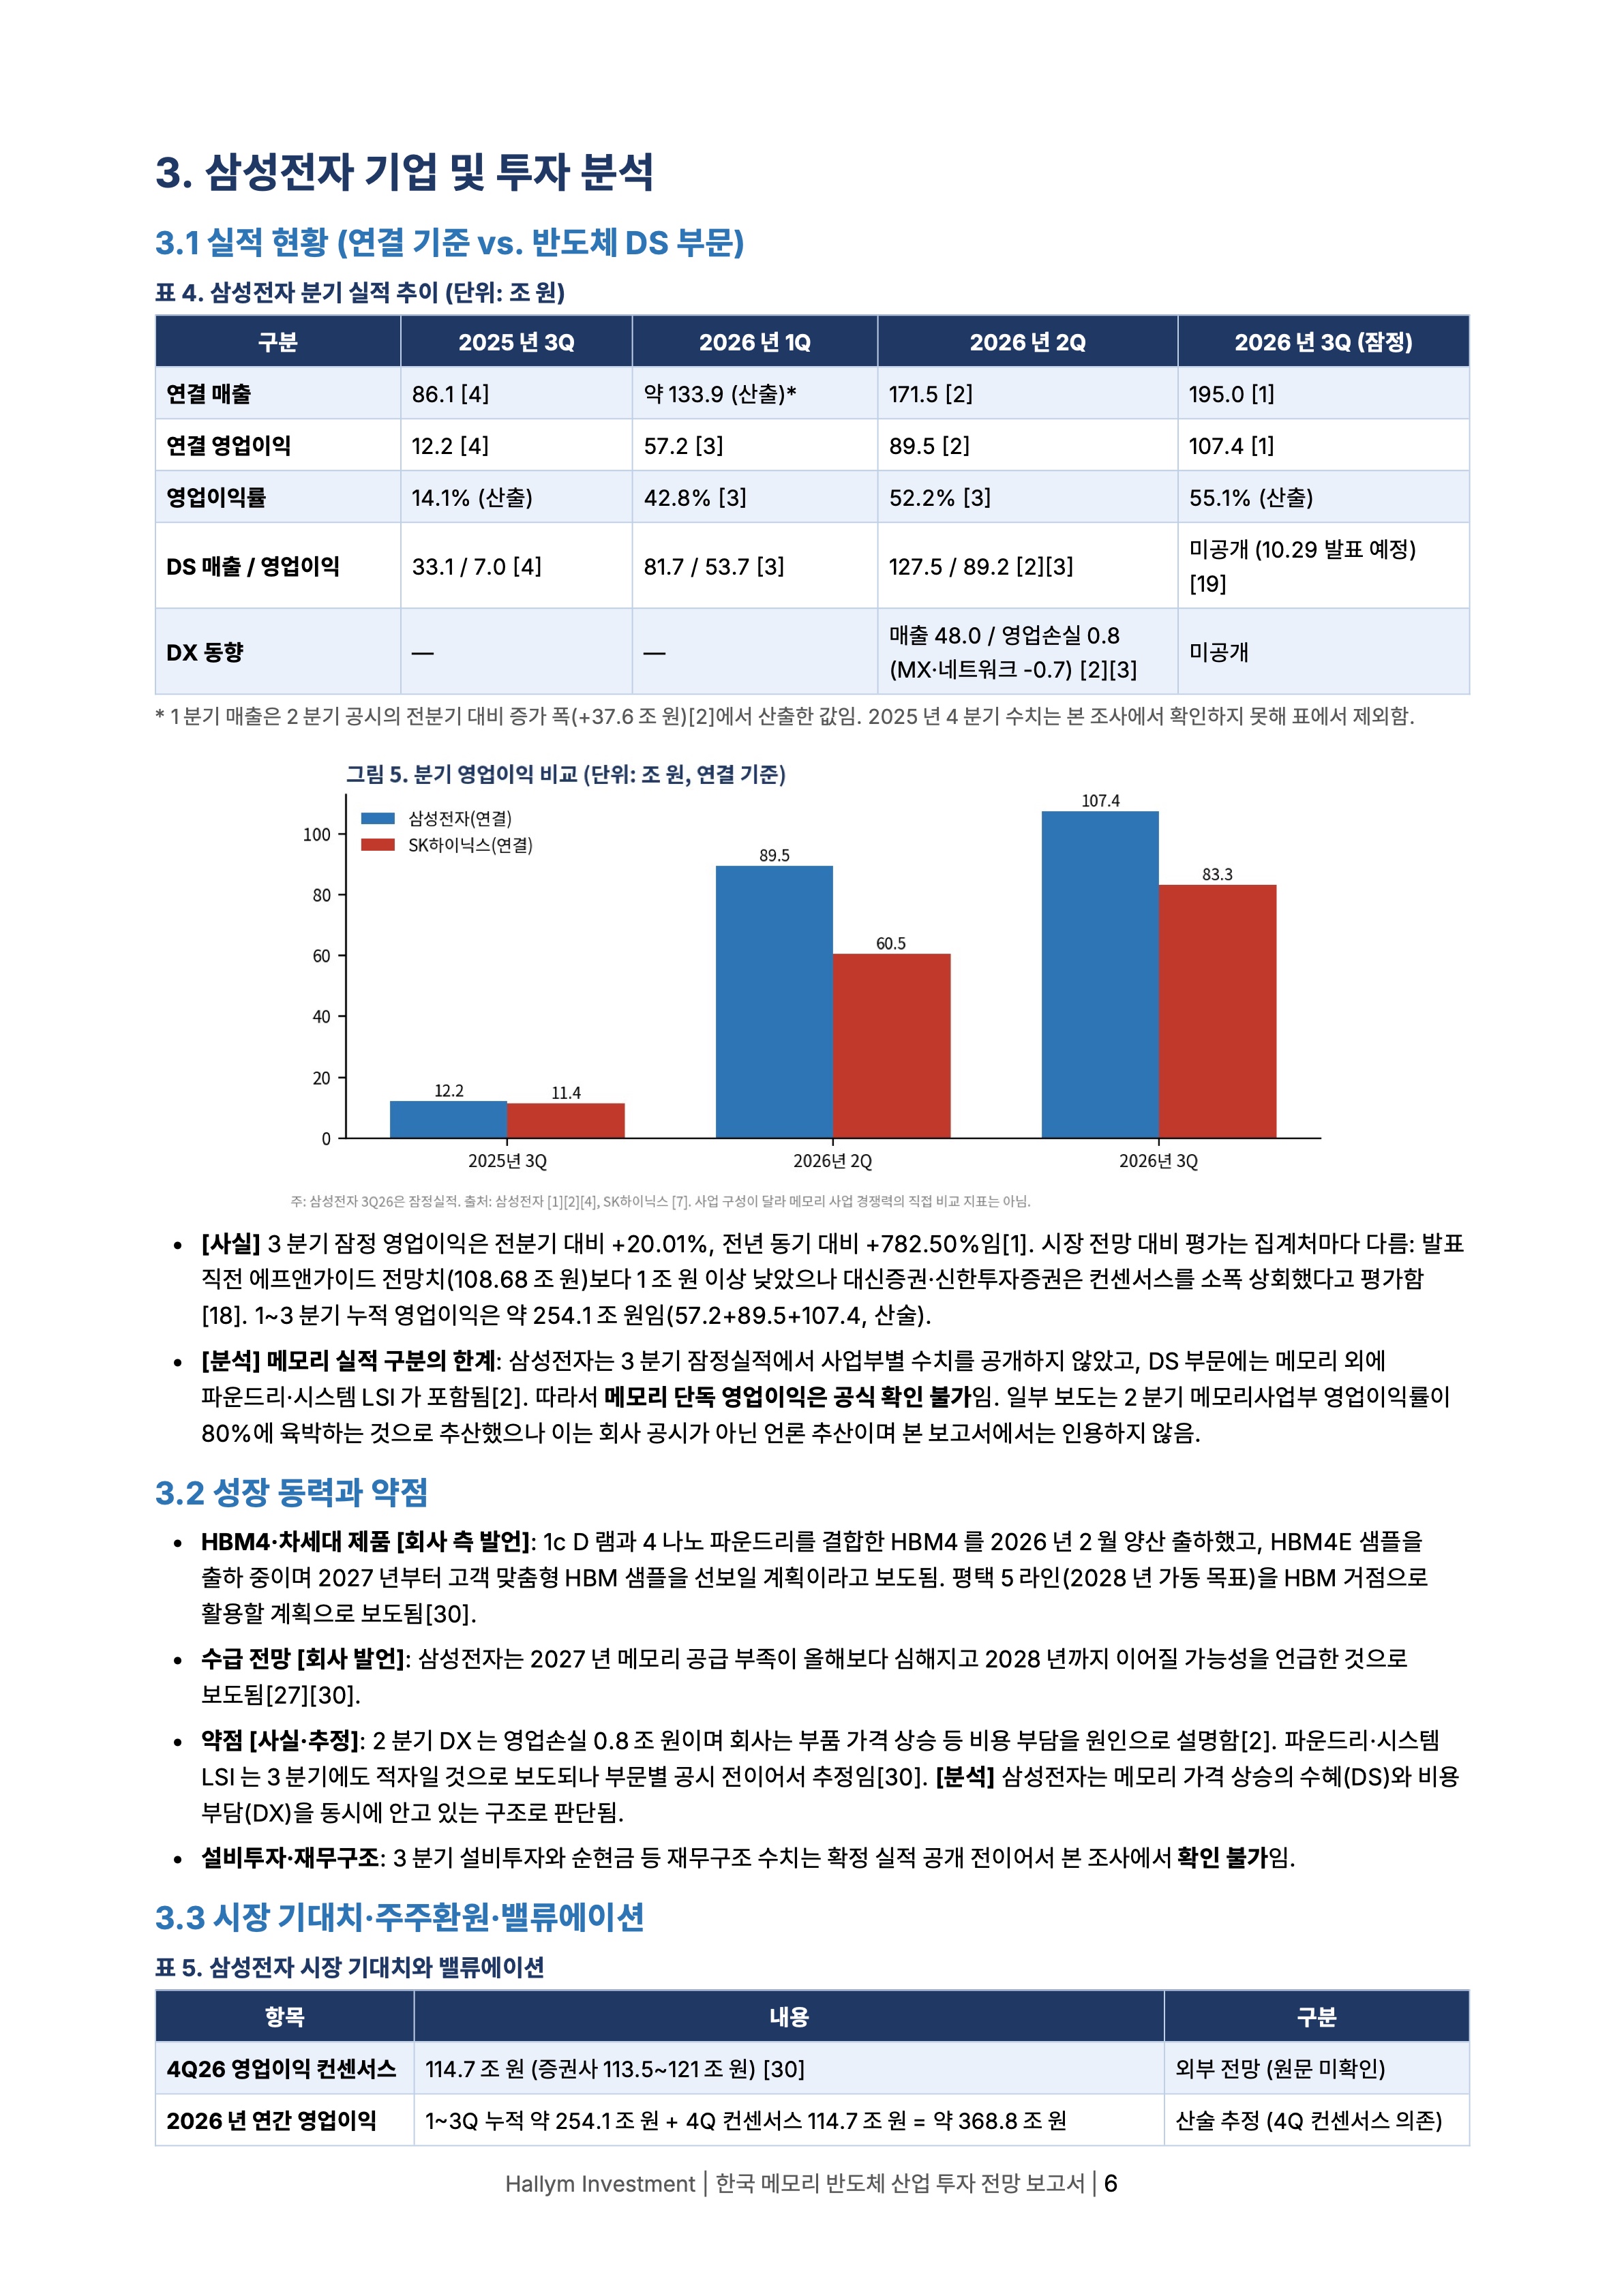 3. 삼성전자 기업 및 투자 분석
3.1 실적 현황 (연결 기준 vs. 반도체 DS 부문)
표 4. 삼성전자 분기 실적 추이 (단위: 조 원)
구분 2025 년 3Q 2026 년 1Q 2026 년 2Q 2026 년 3Q (잠정)
연결 매출 86.1 [4] 약 133.9 (산출)* 171.5 [2] 195.0 [1]
연결 영업이익 12.2 [4] 57.2 [3] 89.5 [2] 107.4 [1]
영업이익률 14.1% (산출) 42.8% [3] 52.2% [3] 55.1% (산출)
DS 매출 / 영업이익 33.1 / 7.0 [4] 81.7 / 53.7 [3] 127.5 / 89.2 [2][3] 미공개 (10.29 발표 예정)
[19]
DX 동향 — — 매출 48.0 / 영업손실 0.8
(MX·네트워크 -0.7) [2][3] 미공개
* 1 분기 매출은 2 분기 공시의 전분기 대비 증가 폭(+37.6 조 원)[2]에서 산출한 값임. 2025 년 4 분기 수치는 본 조사에서 확인하지 못해 표에서 제외함.
그림 5. 분기 영업이익 비교 (단위: 조 원, 연결 기준)
삼성전자(연결)
SK하이닉스(연결)
100
80
60
40
20
0
12.2
11.4
89.5
60.5
107.4
83.3
2025년 3Q 2026년 2Q 2026년 3Q
주: 삼성전자 3Q26은 잠정실적. 출처: 삼성전자 [1][2][4], SK하이닉스 [7]. 사업 구성이 달라 메모리 사업 경쟁력의 직접 비교 지표는 아님.
• [사실] 3 분기 잠정 영업이익은 전분기 대비 +20.01%, 전년 동기 대비 +782.50%임[1]. 시장 전망 대비 평가는 집계처마다 다름: 발표
직전 에프앤가이드 전망치(108.68 조 원)보다 1 조 원 이상 낮았으나 대신증권·신한투자증권은 컨센서스를 소폭 상회했다고 평가함
[18]. 1~3 분기 누적 영업이익은 약 254.1 조 원임(57.2+89.5+107.4, 산술).
• [분석] 메모리 실적 구분의 한계: 삼성전자는 3 분기 잠정실적에서 사업부별 수치를 공개하지 않았고, DS 부문에는 메모리 외에
파운드리·시스템 LSI 가 포함됨[2]. 따라서 메모리 단독 영업이익은 공식 확인 불가임. 일부 보도는 2 분기 메모리사업부 영업이익률이
80%에 육박하는 것으로 추산했으나 이는 회사 공시가 아닌 언론 추산이며 본 보고서에서는 인용하지 않음.
3.2 성장 동력과 약점
• HBM4·차세대 제품 [회사 측 발언]: 1c D 램과 4 나노 파운드리를 결합한 HBM4 를 2026 년 2 월 양산 출하했고, HBM4E 샘플을
출하 중이며 2027 년부터 고객 맞춤형 HBM 샘플을 선보일 계획이라고 보도됨. 평택 5 라인(2028 년 가동 목표)을 HBM 거점으로
활용할 계획으로 보도됨[30].
• 수급 전망 [회사 발언]: 삼성전자는 2027 년 메모리 공급 부족이 올해보다 심해지고 2028 년까지 이어질 가능성을 언급한 것으로
보도됨[27][30].
• 약점 [사실·추정]: 2 분기 DX 는 영업손실 0.8 조 원이며 회사는 부품 가격 상승 등 비용 부담을 원인으로 설명함[2]. 파운드리·시스템
LSI 는 3 분기에도 적자일 것으로 보도되나 부문별 공시 전이어서 추정임[30]. [분석] 삼성전자는 메모리 가격 상승의 수혜(DS)와 비용
부담(DX)을 동시에 안고 있는 구조로 판단됨.
• 설비투자·재무구조: 3 분기 설비투자와 순현금 등 재무구조 수치는 확정 실적 공개 전이어서 본 조사에서 확인 불가임.
3.3 시장 기대치·주주환원·밸류에이션
표 5. 삼성전자 시장 기대치와 밸류에이션
항목 내용 구분
4Q26 영업이익 컨센서스 114.7 조 원 (증권사 113.5~121 조 원) [30] 외부 전망 (원문 미확인)
2026 년 연간 영업이익 1~3Q 누적 약 254.1 조 원 + 4Q 컨센서스 114.7 조 원 = 약 368.8 조 원 산술 추정 (4Q 컨센서스 의존)
Hallym Investment | 한국 메모리 반도체 산업 투자 전망 보고서 | 6